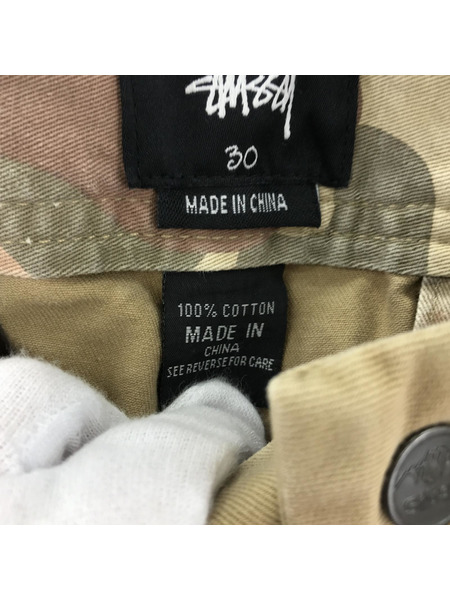 STUSSY
30
MADE IN CHINA
100% COTTON
MADE IN
CHINA
SEE REVERSE FOR CARE